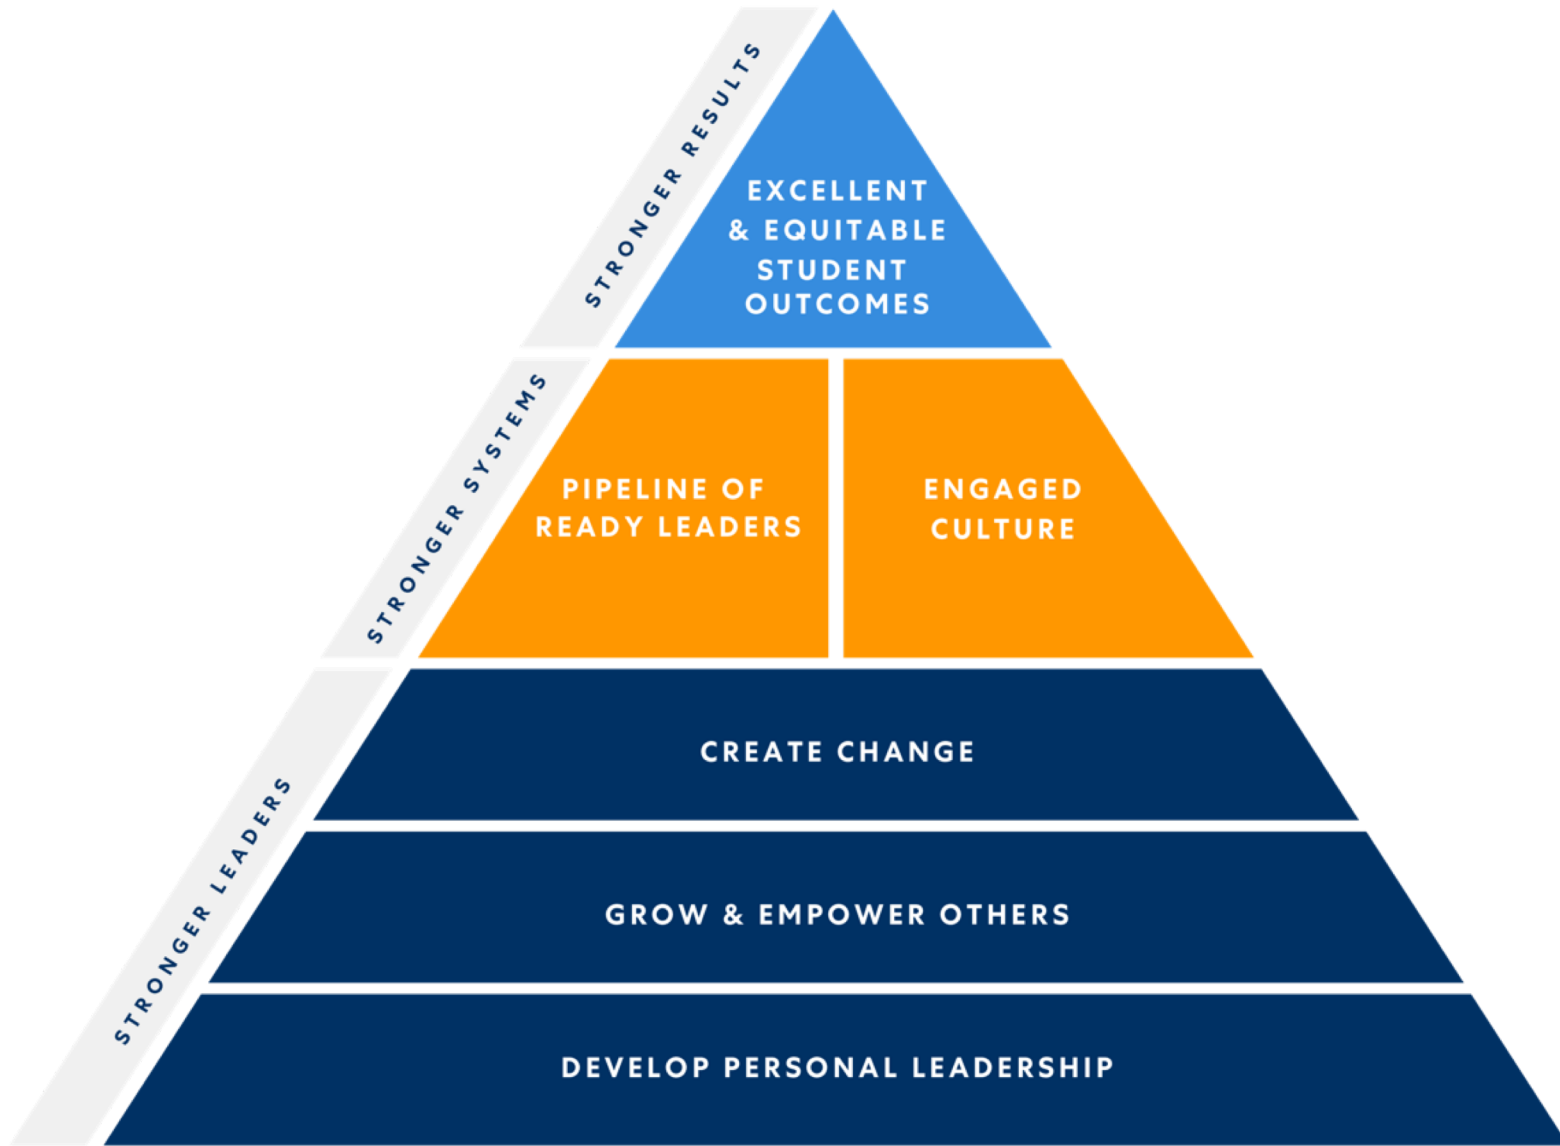 STRONGER RESULTS
EXCELLENT
& EQUITABLE
STUDENT
OUTCOMES
STRONGER SYSTEMS
PIPELINE OF
READY LEADERS
ENGAGED
CULTURE
STRONGER LEADERS
CREATE CHANGE
GROW & EMPOWER OTHERS
DEVELOP PERSONAL LEADERSHIP